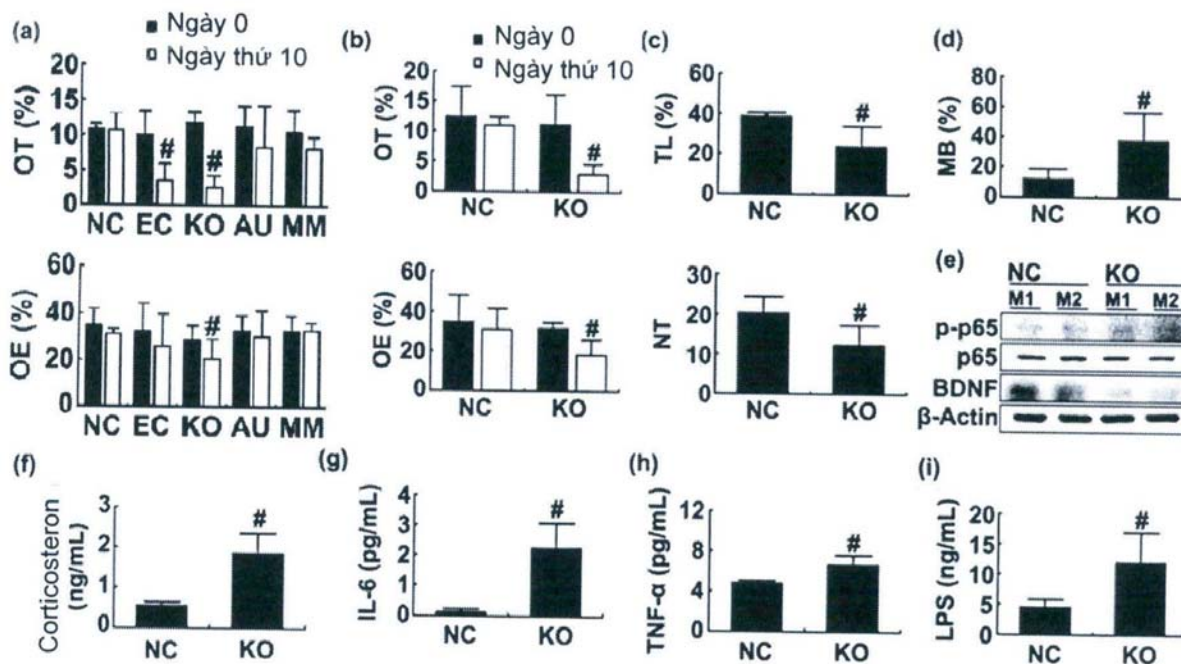 (a)
Ngày 0
Ngày thứ 10
OT (%)
20
15
10
5
0
NC EC KO AU MM
# #
OE (%)
60
40
20
0
NC EC KO AU MM
#
(b)
Ngày 0
Ngày thứ 10
OT (%)
20
15
10
5
0
NC KO
#
OE (%)
60
40
20
0
NC KO
#
(c)
TL (%)
60
40
20
0
NC KO
#
NT
30
20
10
0
NC KO
#
(d)
MB (%)
80
60
40
20
0
NC KO
#
(e)
NC KO
M1 M2 M1 M2
p-p65
p65
BDNF
β-Actin
(f)
Corticosteron
(ng/mL)
3
2
1
0
NC KO
#
(g)
IL-6 (pg/mL)
4
3
2
1
0
NC KO
#
(h)
TNF-α (pg/mL)
12
8
4
0
NC KO
#
(i)
LPS (ng/mL)
20
15
10
5
0
NC KO
#